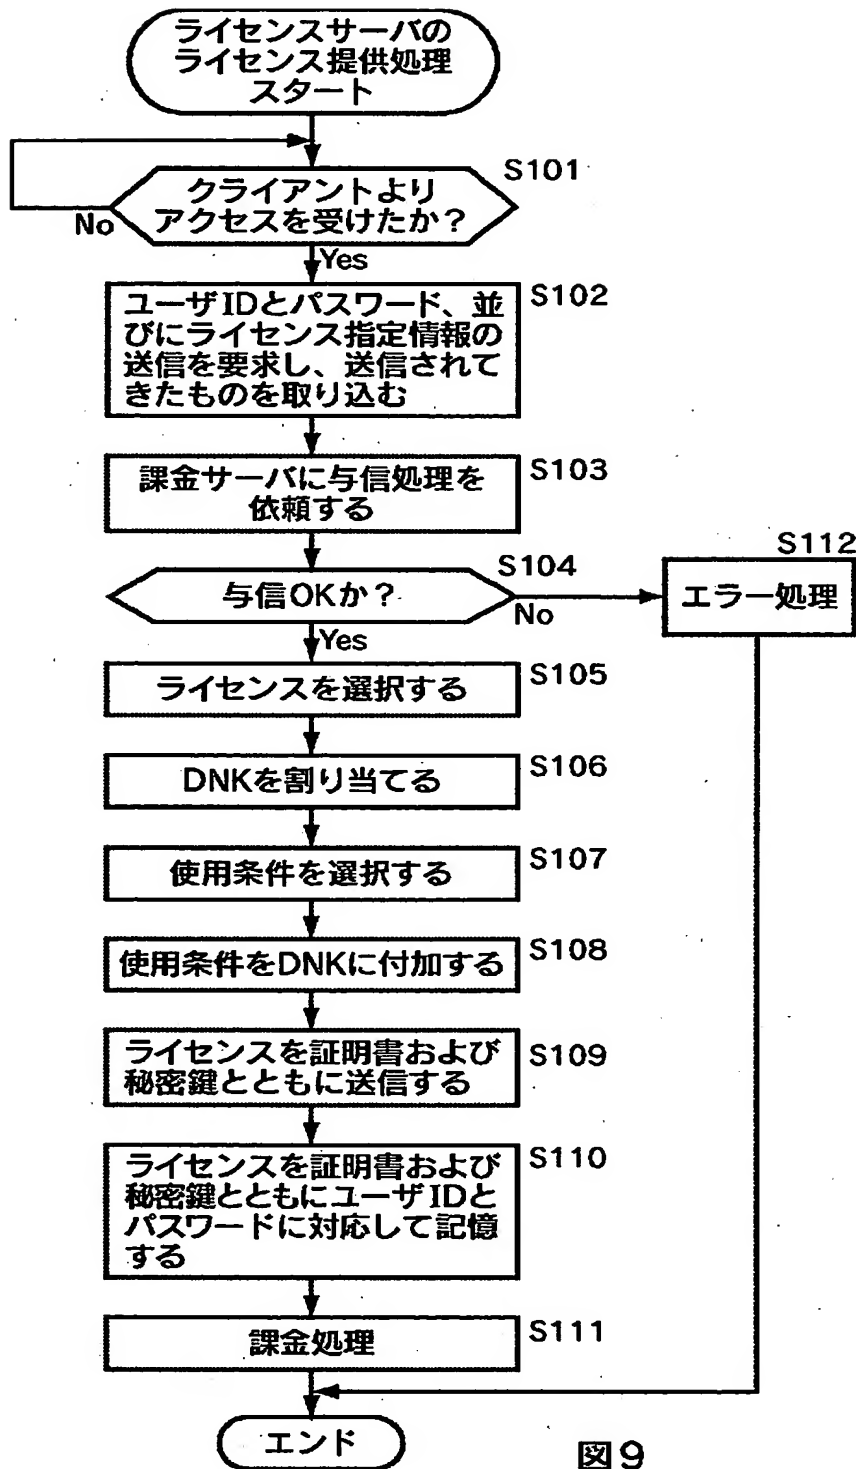 ライセンスサーバの
ライセンス提供処理
スタート
S101
クライアントより
アクセスを受けたか？
No
Yes
S102
ユーザIDとパスワード、並
びにライセンス指定情報の
送信を要求し、送信されて
きたものを取り込む
S103
課金サーバに与信処理を
依頼する
S104
与信OKか？
No
S112
エラー処理
Yes
S105
ライセンスを選択する
S106
DNKを割り当てる
S107
使用条件を選択する
S108
使用条件をDNKに付加する
S109
ライセンスを証明書および
秘密鍵とともに送信する
S110
ライセンスを証明書および
秘密鍵とともにユーザIDと
パスワードに対応して記憶
する
S111
課金処理
エンド
図9